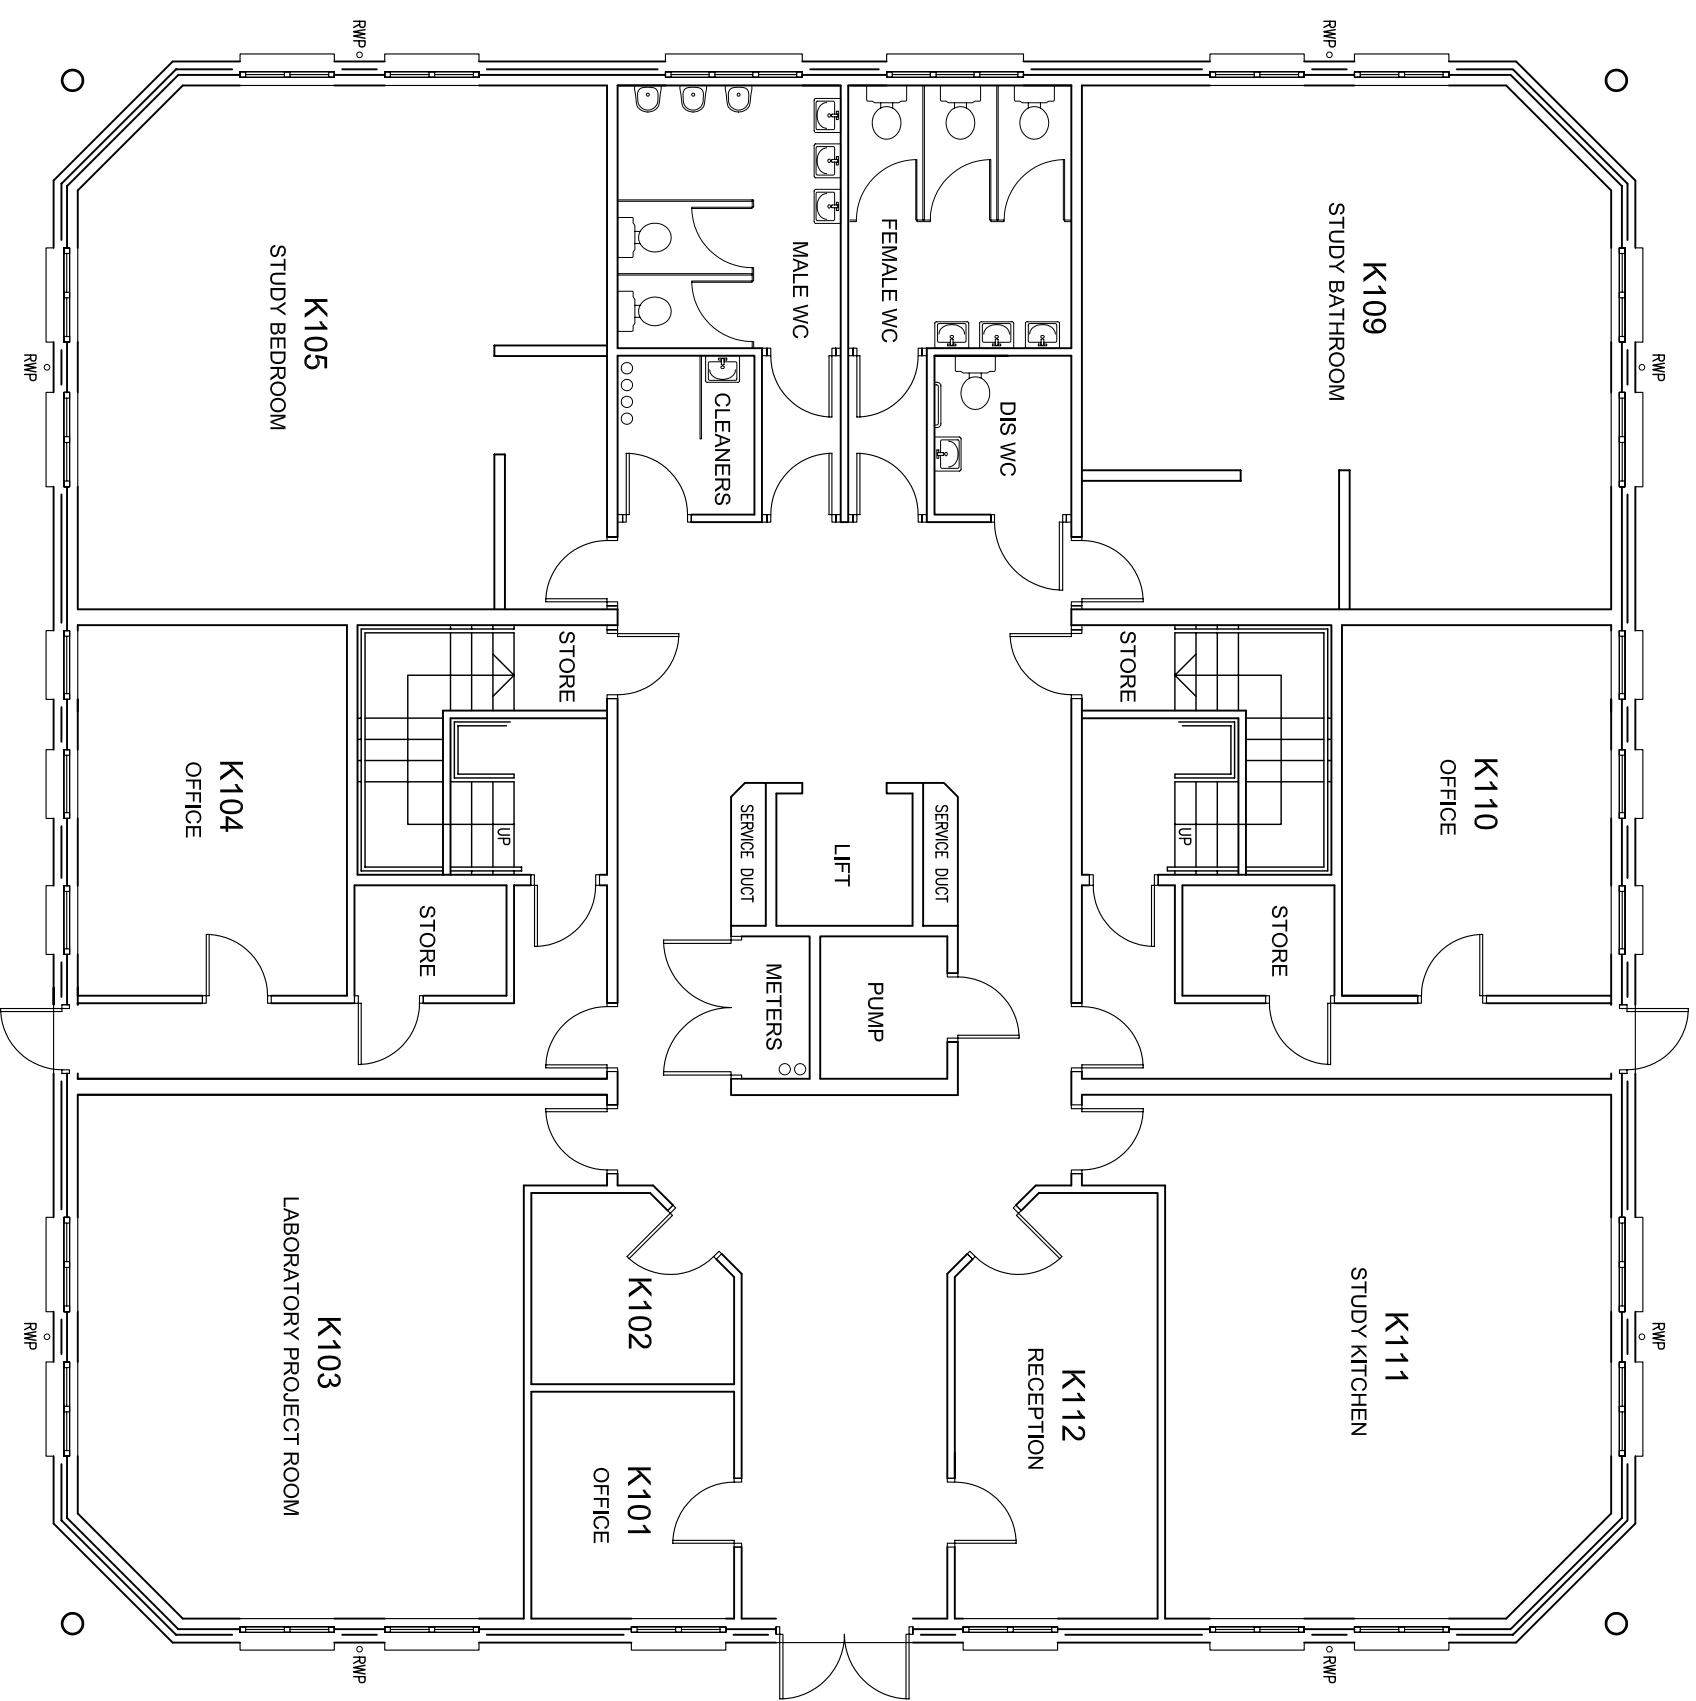 RWP
RWP
K109
STUDY BATHROOM
FEMALE WC
MALE WC
K105
STUDY BEDROOM
RWP
RWP
DIS WC
CLEANERS
STORE
STORE
K110
OFFICE
UP
SERVICE DUCT
LIFT
SERVICE DUCT
UP
K104
OFFICE
STORE
PUMP
METERS
STORE
K111
STUDY KITCHEN
K112
RECEPTION
K102
K101
OFFICE
K103
LABORATORY PROJECT ROOM
RWP
RWP
RWP
RWP